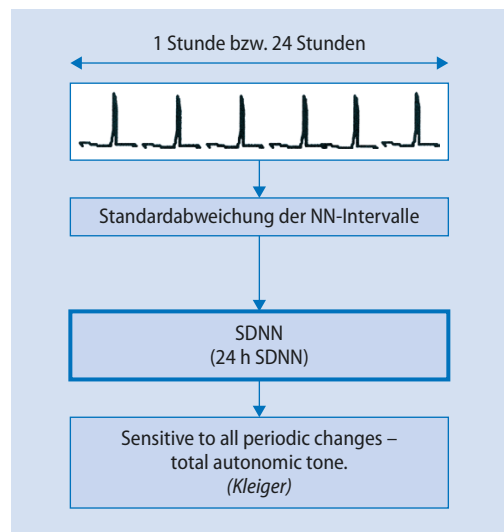 1 Stunde bzw. 24 Stunden
Standardabweichung der NN-Intervalle
SDNN
(24 h SDNN)
Sensitive to all periodic changes –
total autonomic tone.
(Kleiger)